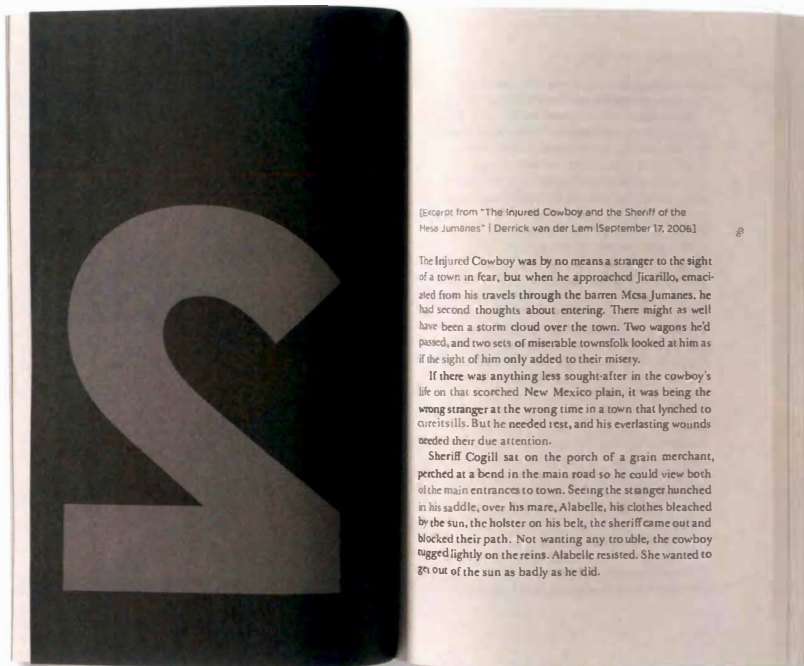 2
[Excerpt from "The Injured Cowboy and the Sheriff of the
Mesa Jumanes" | Derrick van der Lem |September 17, 2006]
The Injured Cowboy was by no means a stranger to the sight
of a town in fear, but when he approached Jicarillo, emaci-
ated from his travels through the barren Mesa Jumanes, he
had second thoughts about entering. There might as well
have been a storm cloud over the town. Two wagons he'd
passed, and two sets of miserable townsfolk looked at him as
if the sight of him only added to their misery.
If there was anything less sought-after in the cowboy's
life on that scorched New Mexico plain, it was being the
wrong stranger at the wrong time in a town that lynched to
cure its ills. But he needed rest, and his everlasting wounds
needed their due attention.
Sheriff Cogill sat on the porch of a grain merchant,
perched at a bend in the main road so he could view both
of the main entrances to town. Seeing the stranger hunched
in his saddle, over his mare, Alabelle, his clothes bleached
by the sun, the holster on his belt, the sheriff came out and
blocked their path. Not wanting any trouble, the cowboy
tugged lightly on the reins. Alabelle resisted. She wanted to
get out of the sun as badly as he did.